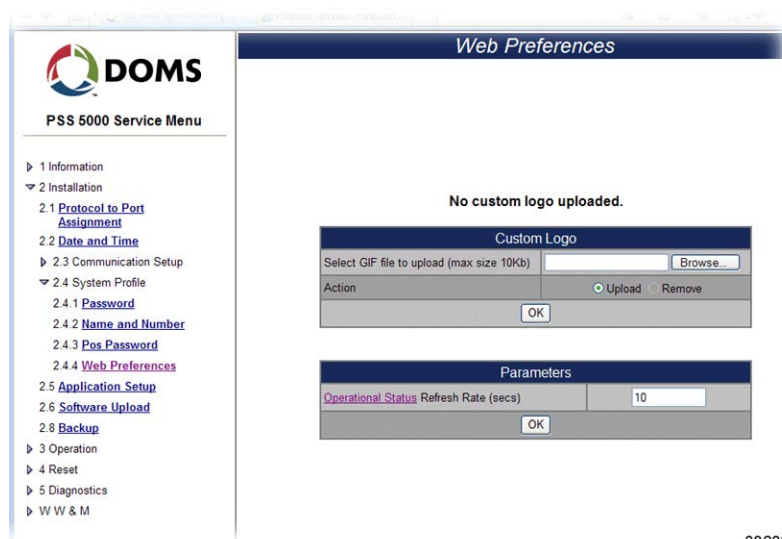 Web Preferences
DOMS
PSS 5000 Service Menu
1 Information
2 Installation
2.1 Protocol to Port
Assignment
2.2 Date and Time
2.3 Communication Setup
2.4 System Profile
2.4.1 Password
2.4.2 Name and Number
2.4.3 Pos Password
2.4.4 Web Preferences
2.5 Application Setup
2.6 Software Upload
2.8 Backup
3 Operation
4 Reset
5 Diagnostics
W W & M
No custom logo uploaded.
Custom Logo
Select GIF file to upload (max size 10Kb) Browse...
Action Upload Remove
OK
Parameters
Operational Status Refresh Rate (secs) 10
OK